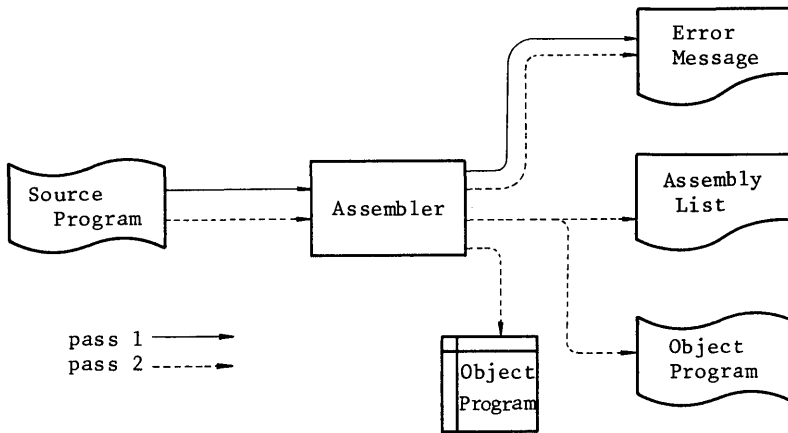 Error
Message
Source
Program
Assembler
Assembly
List
pass 1
pass 2
Object
Program
Object
Program